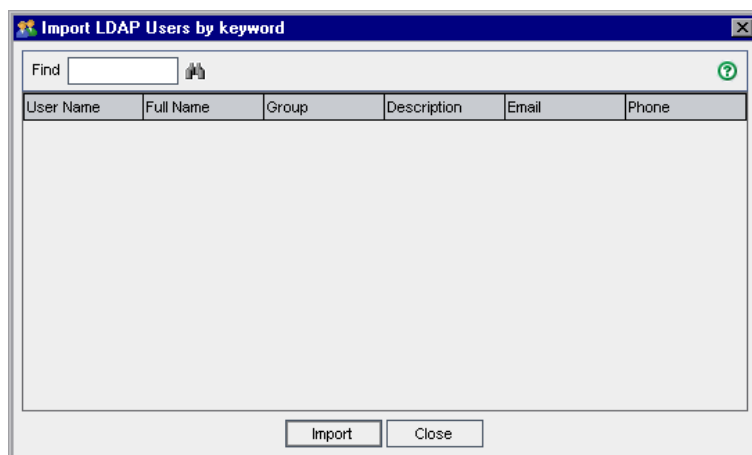 Import LDAP Users by keyword
Find
User Name Full Name Group Description Email Phone
Import Close